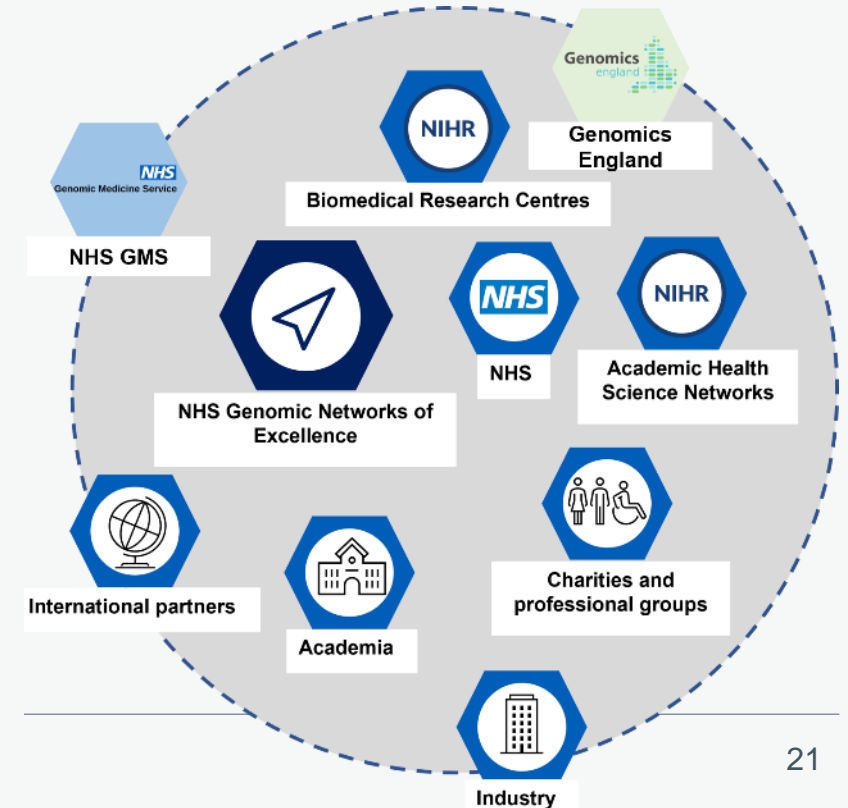 Genomics
england
Genomics
England
NIHR
Biomedical Research Centres
NHS
Genomic Medicine Service
NHS GMS
NHS
NHS
NIHR
Academic Health
Science Networks
NHS Genomic Networks of
Excellence
International partners
Academia
Charities and
professional groups
Industry
21